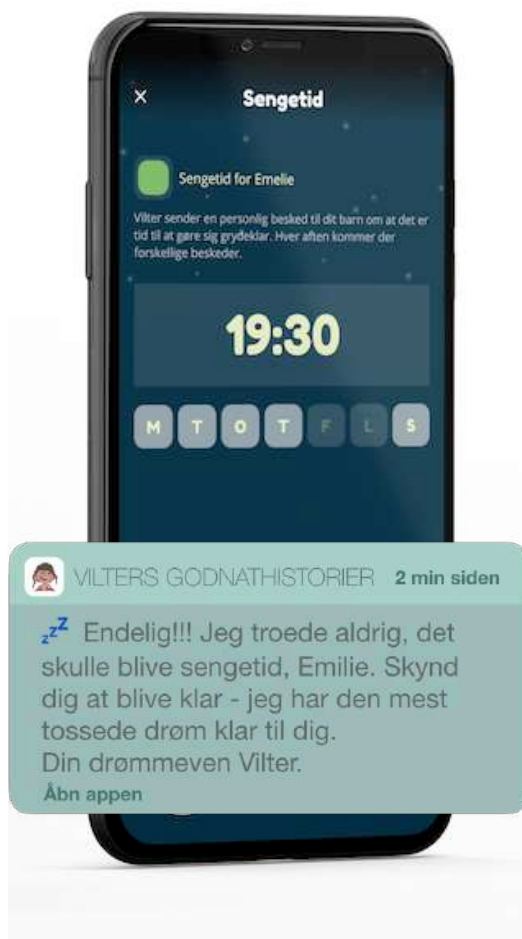 Sengetid
Sengetid for Emelie
Vilter sender en personlig besked til dit barn om at det er
tid til at gøre sig grydeklar. Hver aften kommer der
forskellige beskeder.
19:30
M T O T F L S
VILTERS GODNATHISTORIER 2 min siden
zzZ Endelig!!! Jeg troede aldrig, det
skulle blive sengetid, Emilie. Skynd
dig at blive klar - jeg har den mest
tossede drøm klar til dig.
Din drømmeven Vilter.
Åbn appen